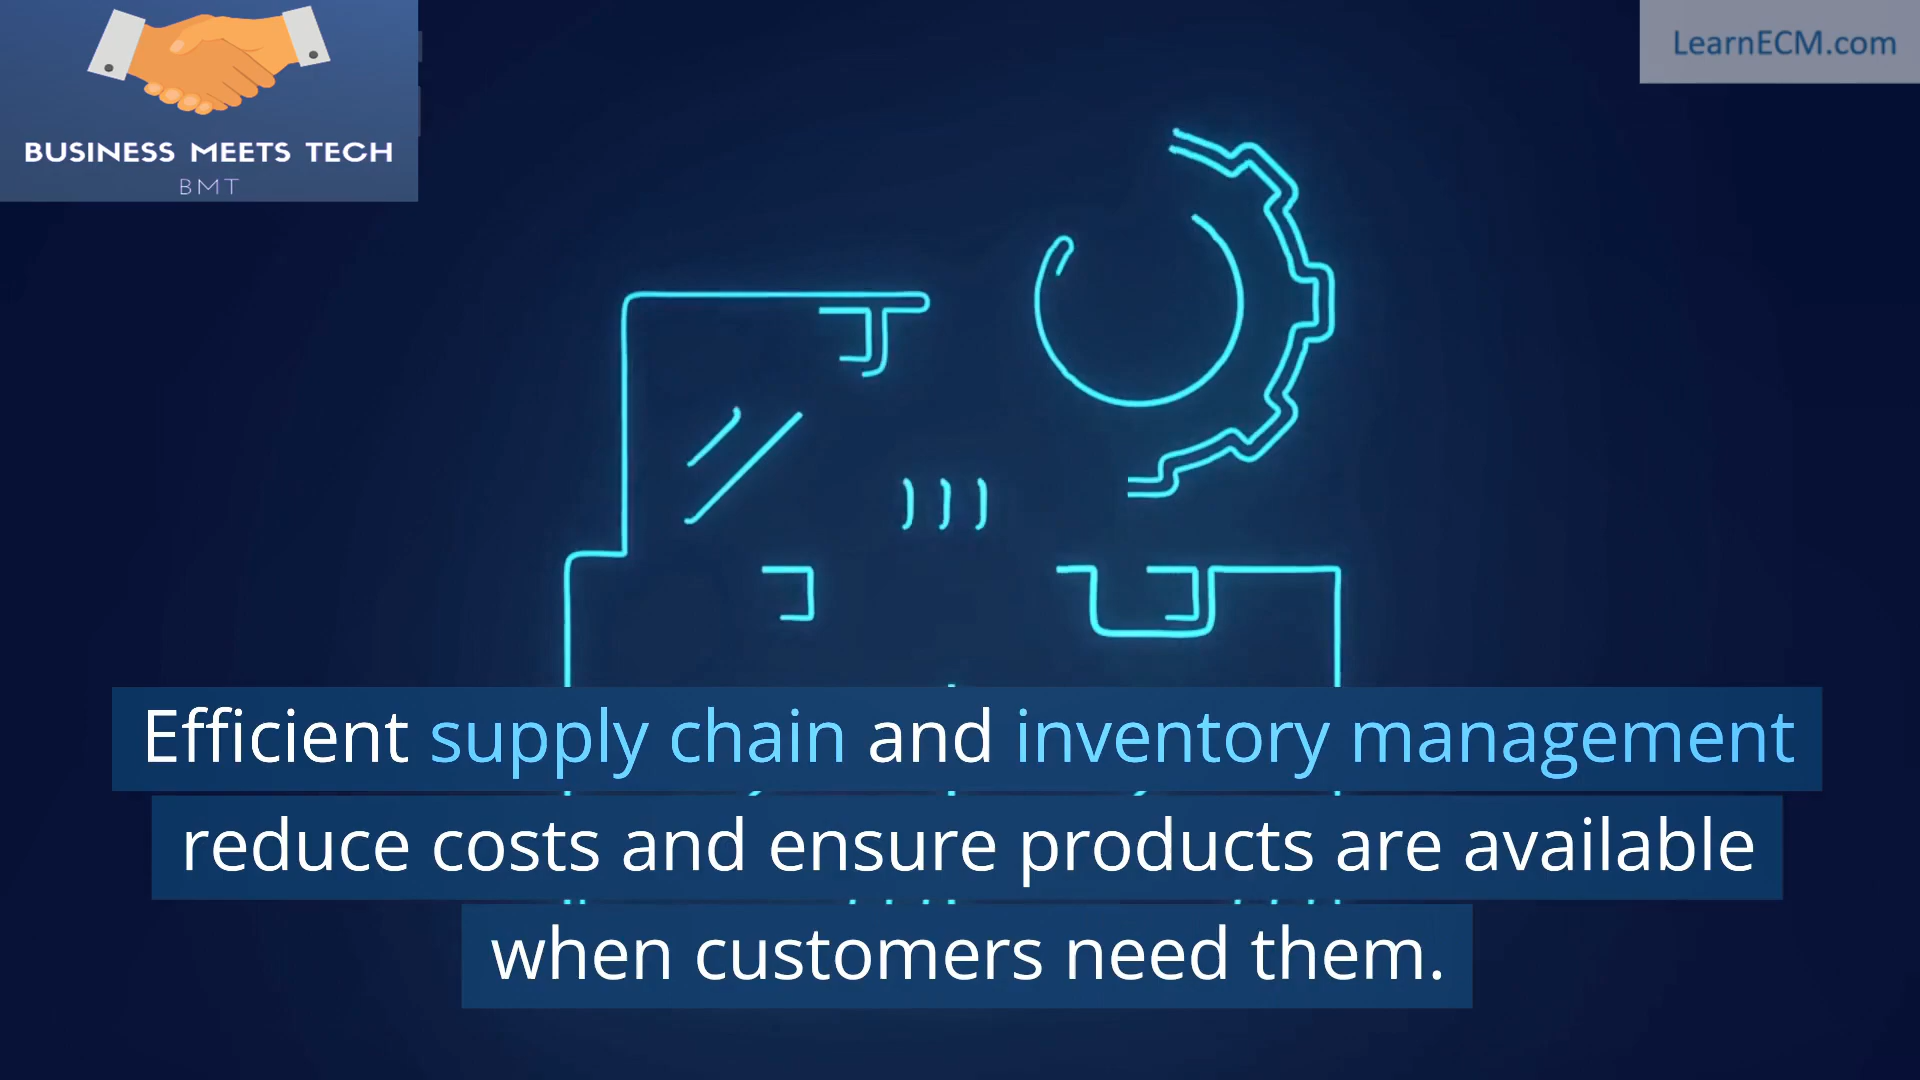 BUSINESS MEETS TECH
BMT
LearnECM.com
Efficient supply chain and inventory management
reduce costs and ensure products are available
when customers need them.